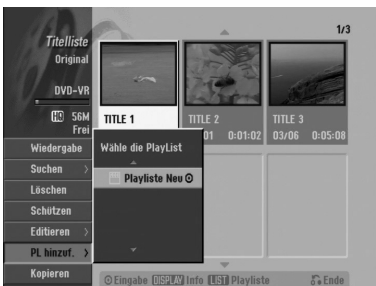 Titelliste
1/3
Original
DVD-VR
HQ 56M
Frei
TITLE 1
TITLE 2
TITLE 3
01 0:01:02
03/06 0:05:08
Wiedergabe
Suchen
Löschen
Schützen
Editieren
PL hinzuf.
Kopieren
Wähle die PlayList
Playliste Neu
Eingabe DISPLAY Info LIST Playliste
Ende